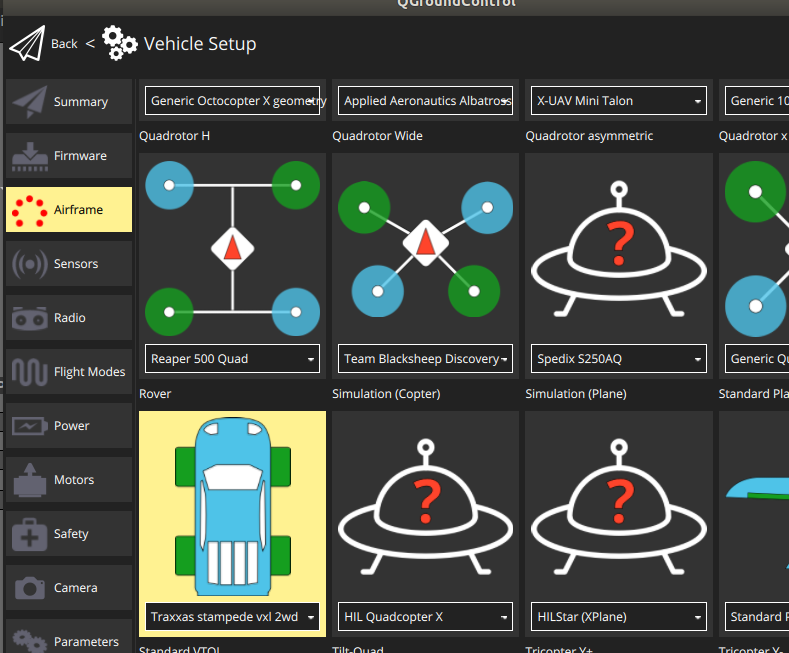 QGroundControl
Back < Vehicle Setup
Summary
Firmware
Airframe
Sensors
Radio
Flight Modes
Power
Motors
Safety
Camera
Parameters
Generic Octocopter X geometry
Applied Aeronautics Albatross
X-UAV Mini Talon
Generic 10
Quadrotor H
Quadrotor Wide
Quadrotor asymmetric
Quadrotor x
?
Reaper 500 Quad
Team Blacksheep Discovery
Spedix S250AQ
Generic Qu
Rover
Simulation (Copter)
Simulation (Plane)
Standard Pla
?
?
Traxxas stampede vxl 2wd
HIL Quadcopter X
HILStar (XPlane)
Standard P
Standard VTOL
Tilt-Quad
Tricopter Y+
Tricopter Y-